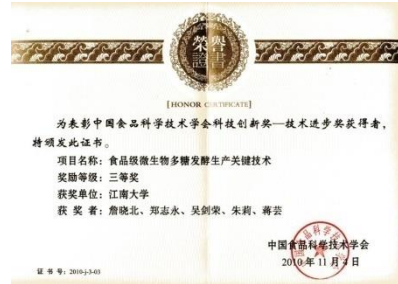 榮譽
證書
[HONOR CERTIFICATE]
为表彰中国食品科学技术学会科技创新奖—技术进步奖获得者，
特颁发此证书。
项目名称：食品级微生物多糖发酵生产关键技术
奖励等级：三等奖
获奖单位：江南大学
获 奖 者：詹晓北、郑志永、吴剑荣、朱莉、蒋芸
中国食品科学技术学会
2010年11月4日
证 书 号：2010-j-3-03